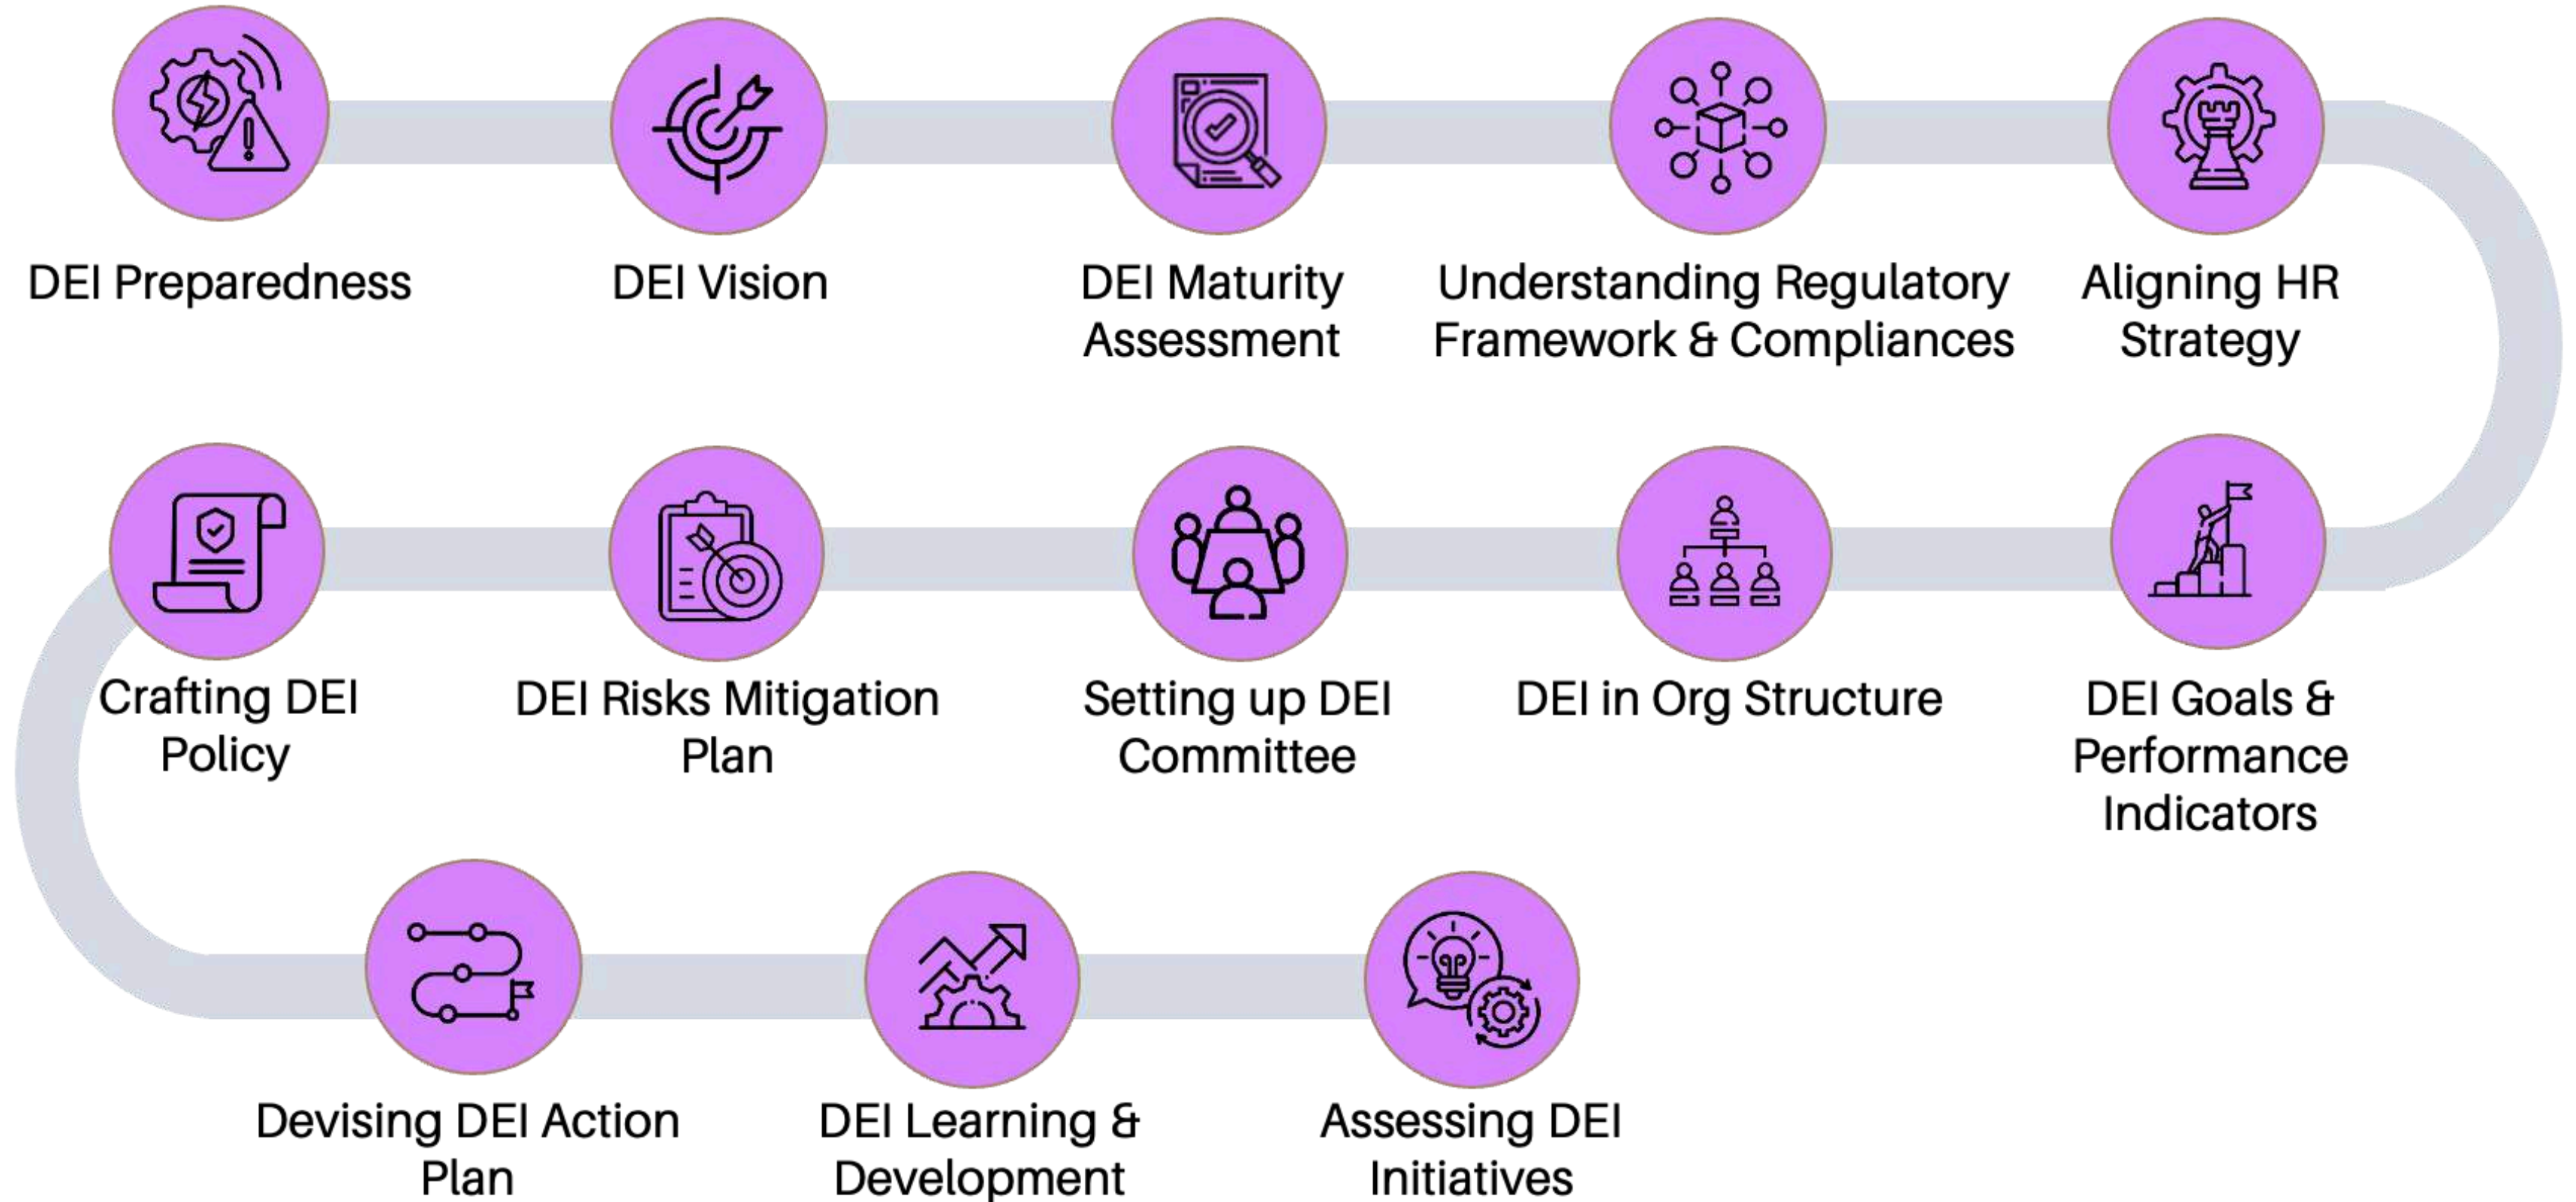 DEI Preparedness
DEI Vision
DEI Maturity
Assessment
Understanding Regulatory
Framework & Compliances
Aligning HR
Strategy
Crafting DEI
Policy
DEI Risks Mitigation
Plan
Setting up DEI
Committee
DEI in Org Structure
DEI Goals &
Performance
Indicators
Devising DEI Action
Plan
DEI Learning &
Development
Assessing DEI
Initiatives